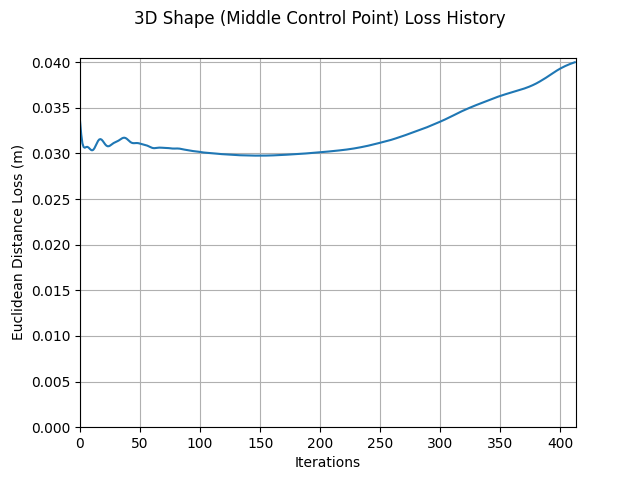 3D Shape (Middle Control Point) Loss History
0.040
0.035
0.030
0.025
0.020
0.015
0.010
0.005
0.000
Euclidean Distance Loss (m)
0 50 100 150 200 250 300 350 400
Iterations